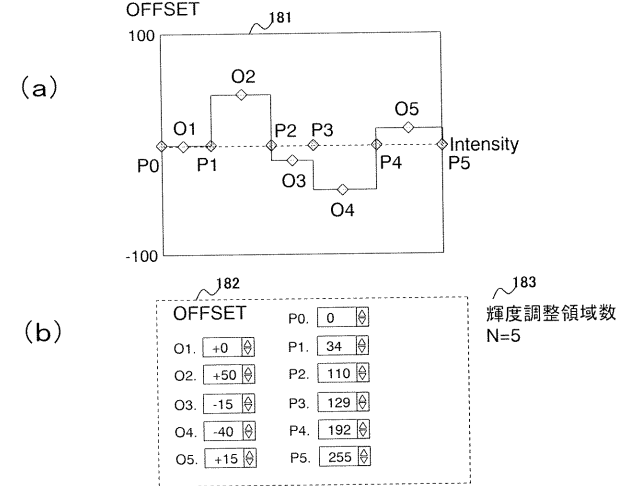 OFFSET
181
100
(a)
O2
O5
O1
P2
P3
Intensity
P0
P1
O3
P4
P5
O4
-100
182
183
(b)
OFFSET
P0. 0
輝度調整領域数
N=5
O1. +0
P1. 34
O2. +50
P2. 110
O3. -15
P3. 129
O4. -40
P4. 192
O5. +15
P5. 255